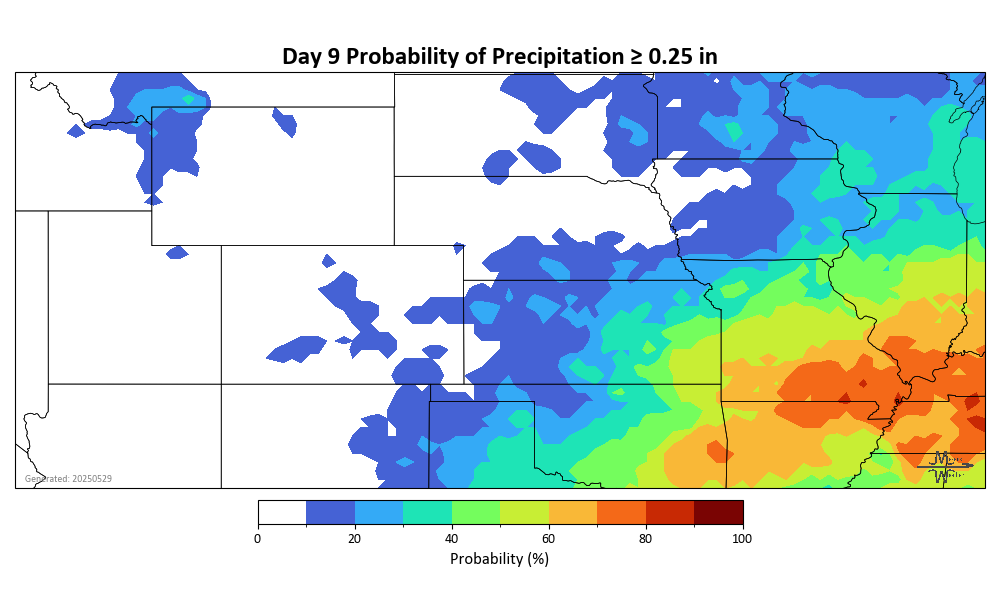 Day 9 Probability of Precipitation ≥ 0.25 in
Generated: 20250529
0 20 40 60 80 100
Probability (%)